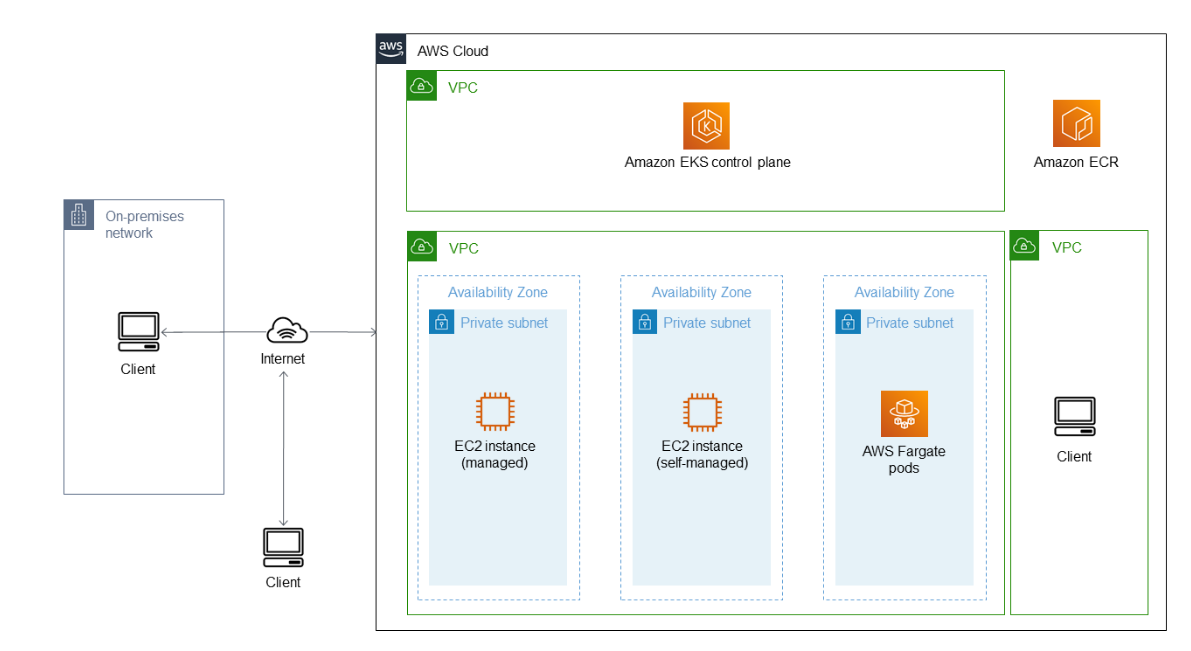 aws
AWS Cloud
VPC
Amazon EKS control plane
Amazon ECR
On-premises
network
Client
Internet
Client
VPC
Availability Zone
Private subnet
EC2 instance
(managed)
Availability Zone
Private subnet
EC2 instance
(self-managed)
Availability Zone
Private subnet
AWS Fargate
pods
VPC
Client